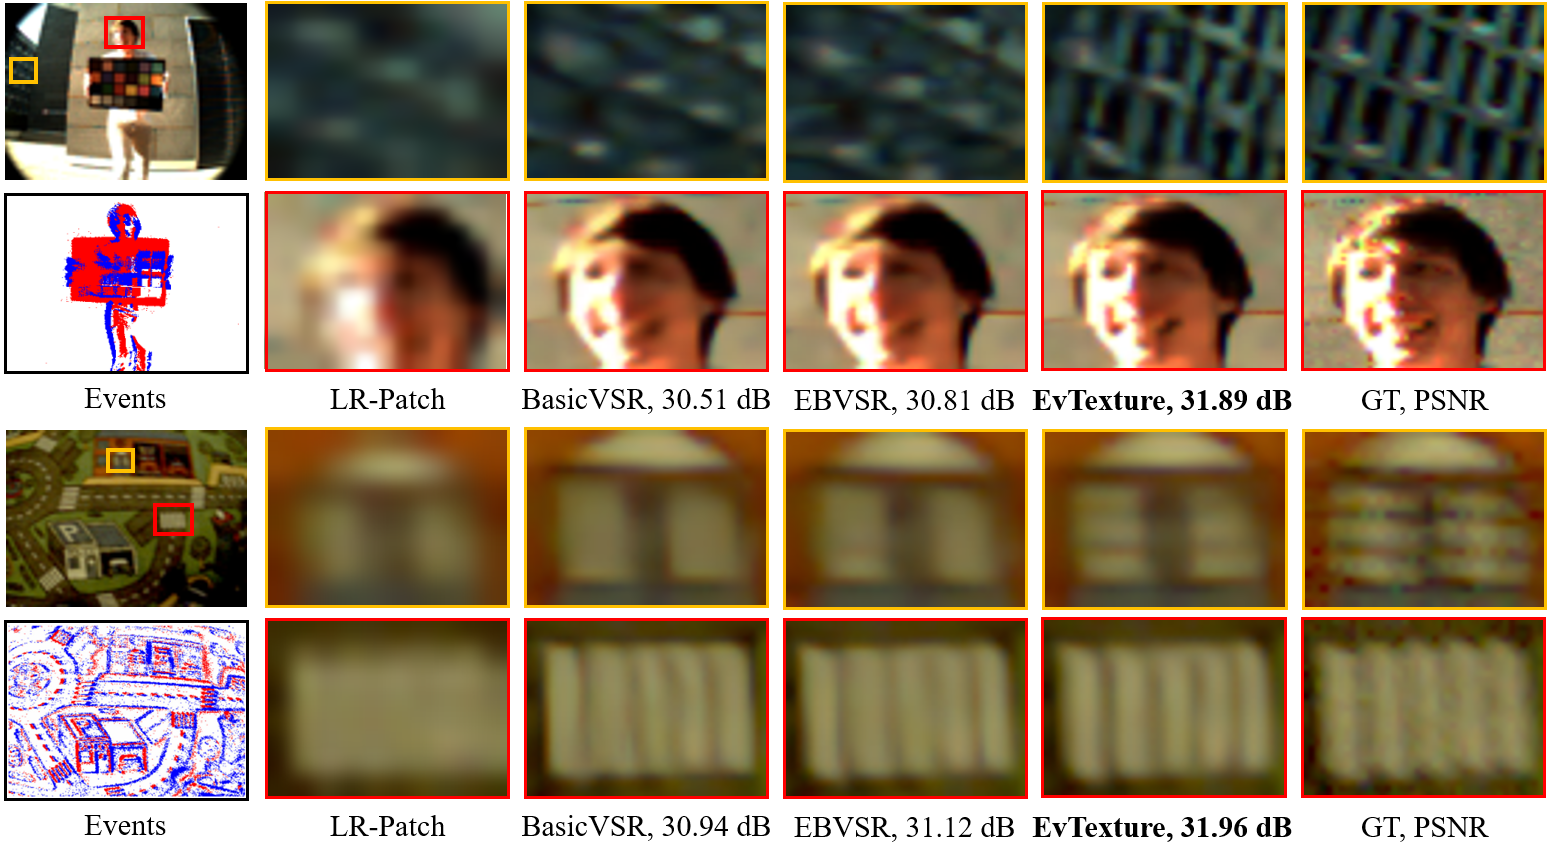 Events LR-Patch BasicVSR, 30.51 dB EBVSR, 30.81 dB EvTexture, 31.89 dB GT, PSNR
P
Events LR-Patch BasicVSR, 30.94 dB EBVSR, 31.12 dB EvTexture, 31.96 dB GT, PSNR